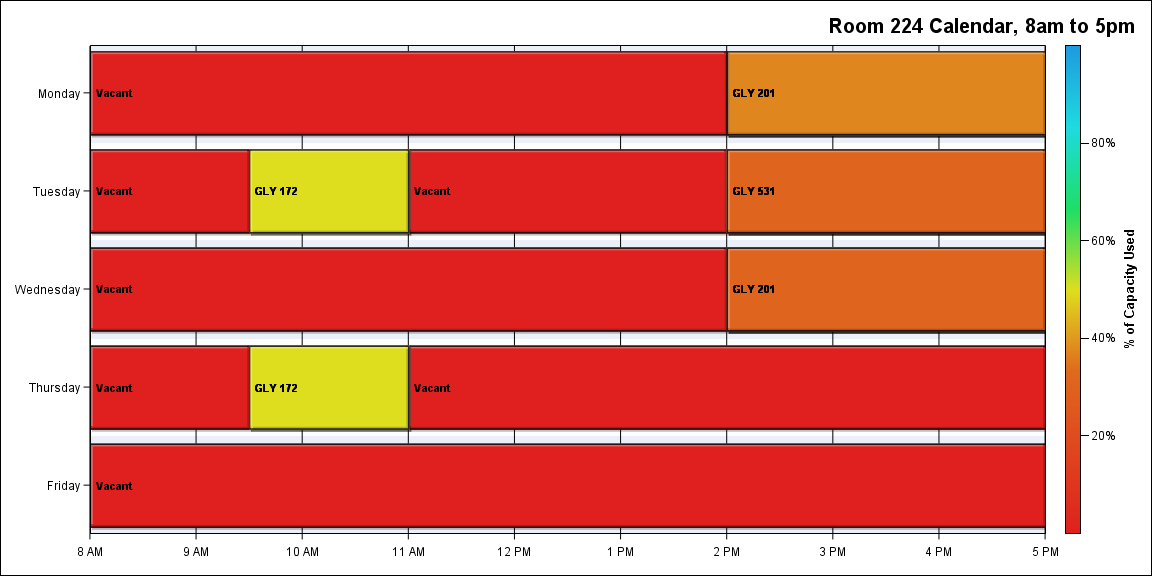 Room 224 Calendar, 8am to 5pm
Monday
Vacant
GLY 201
Tuesday
Vacant
GLY 172
Vacant
GLY 531
Wednesday
Vacant
GLY 201
Thursday
Vacant
GLY 172
Vacant
Friday
Vacant
8 AM
9 AM
10 AM
11 AM
12 PM
1 PM
2 PM
3 PM
4 PM
5 PM
80%
60%
40%
20%
% of Capacity Used